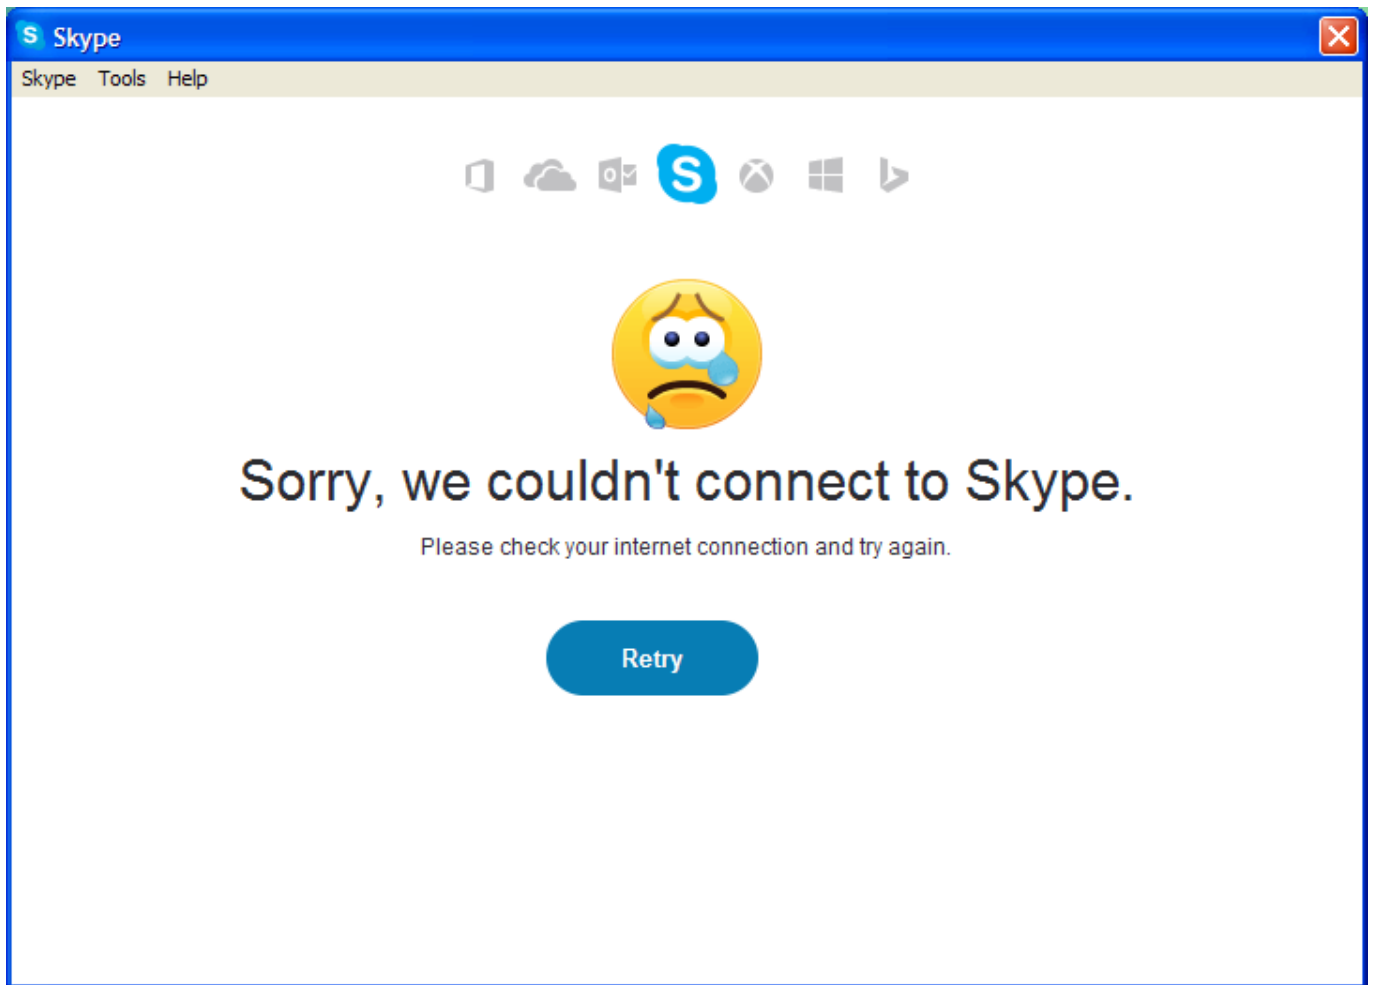 Skype
Skype Tools Help
Sorry, we couldn't connect to Skype.
Please check your internet connection and try again.
Retry